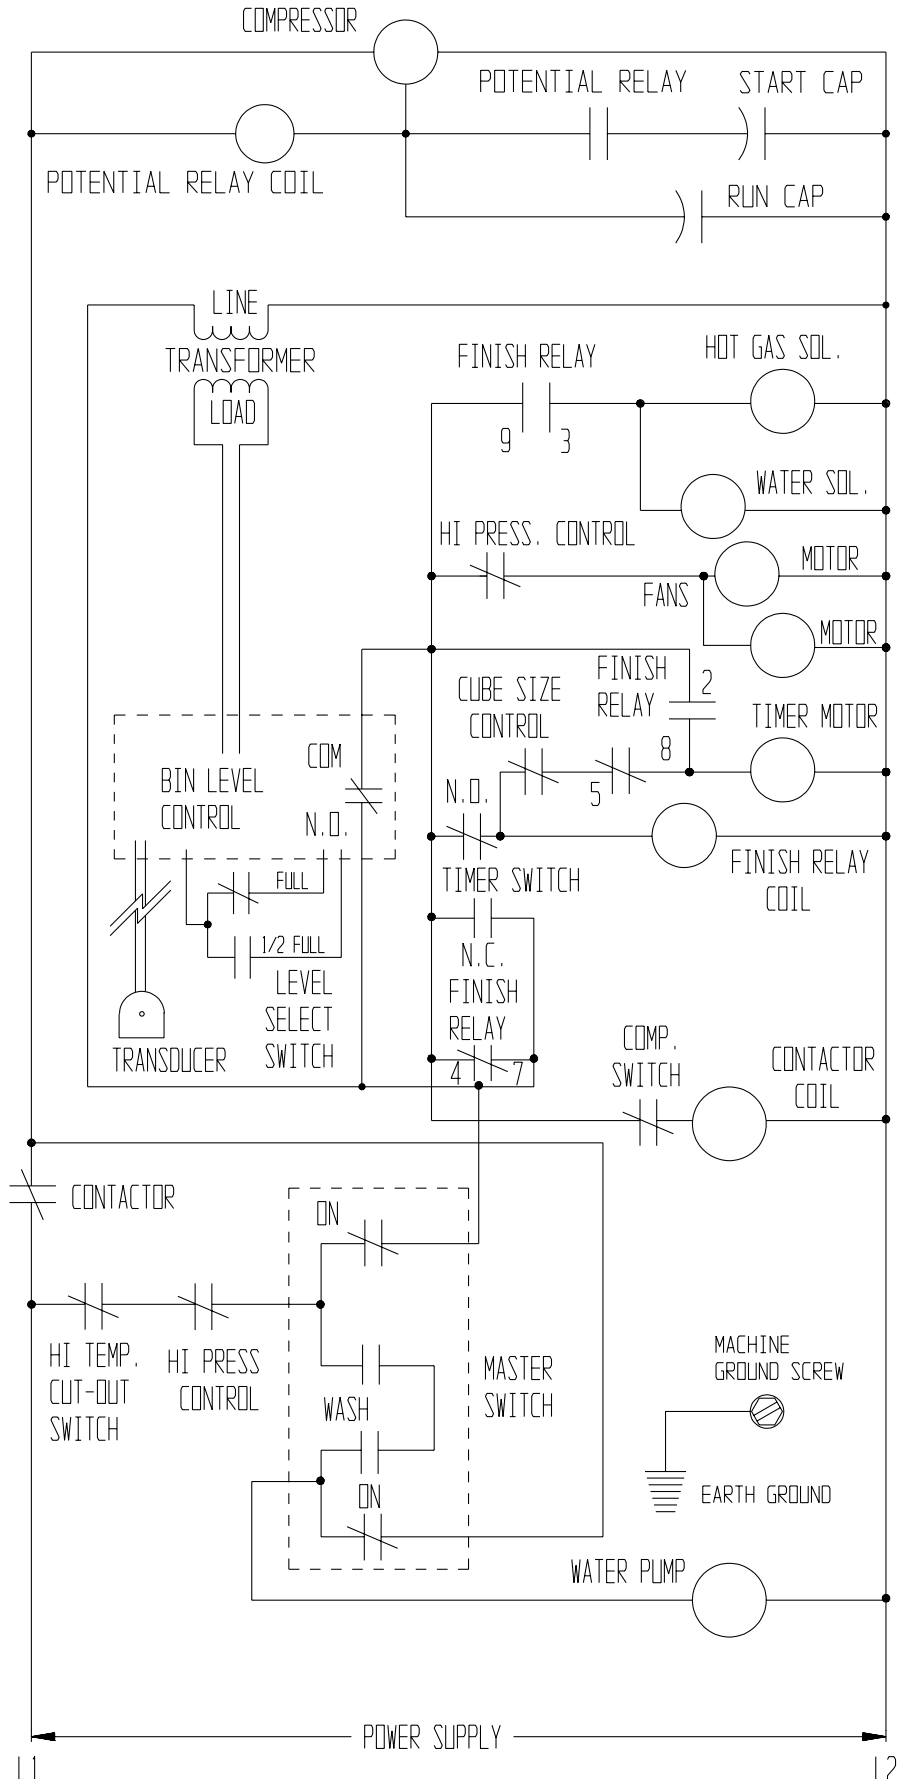 COMPRESSOR
POTENTIAL RELAY
START CAP
POTENTIAL RELAY COIL
RUN CAP
LINE
TRANSFORMER
LOAD
FINISH RELAY
HOT GAS SOL.
9
3
WATER SOL.
HI PRESS. CONTROL
MOTOR
FANS
MOTOR
FINISH
RELAY
2
CUBE SIZE
CONTROL
TIMER MOTOR
8
COM
BIN LEVEL
CONTROL
5
N.O.
N.O.
FINISH RELAY
COIL
TIMER SWITCH
FULL
1/2 FULL
N.C.
LEVEL
SELECT
SWITCH
FINISH
RELAY
TRANSDUCER
4
7
COMP.
SWITCH
CONTACTOR
COIL
CONTACTOR
ON
HI TEMP.
CUT-OUT
SWITCH
HI PRESS
CONTROL
WASH
MASTER
SWITCH
MACHINE
GROUND SCREW
ON
EARTH GROUND
WATER PUMP
POWER SUPPLY
L1
L2